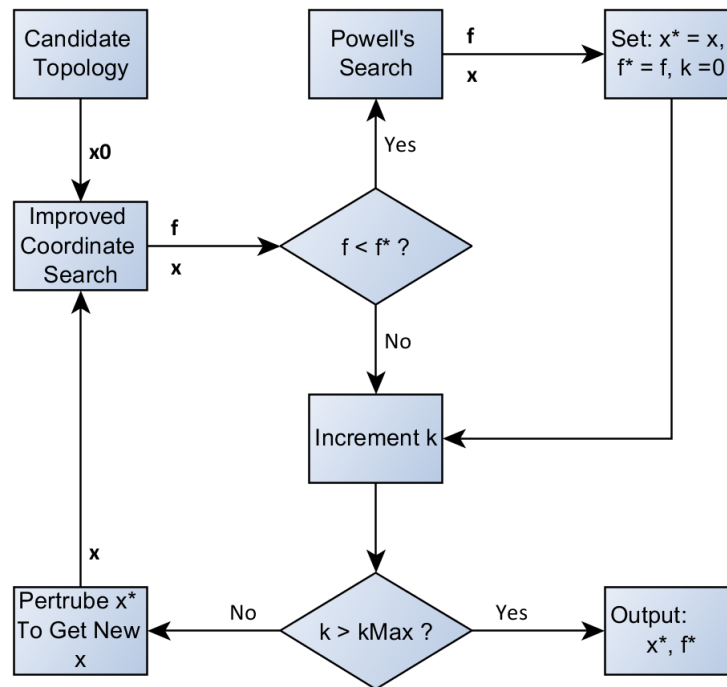 Candidate
Topology
Powell's
Search
f
x
Set: x* = x,
f* = f, k =0
x0
Yes
Improved
Coordinate
Search
f
x
f < f* ?
No
Increment k
x
Pertrube x*
To Get New
x
No
k > kMax ?
Yes
Output:
x*, f*